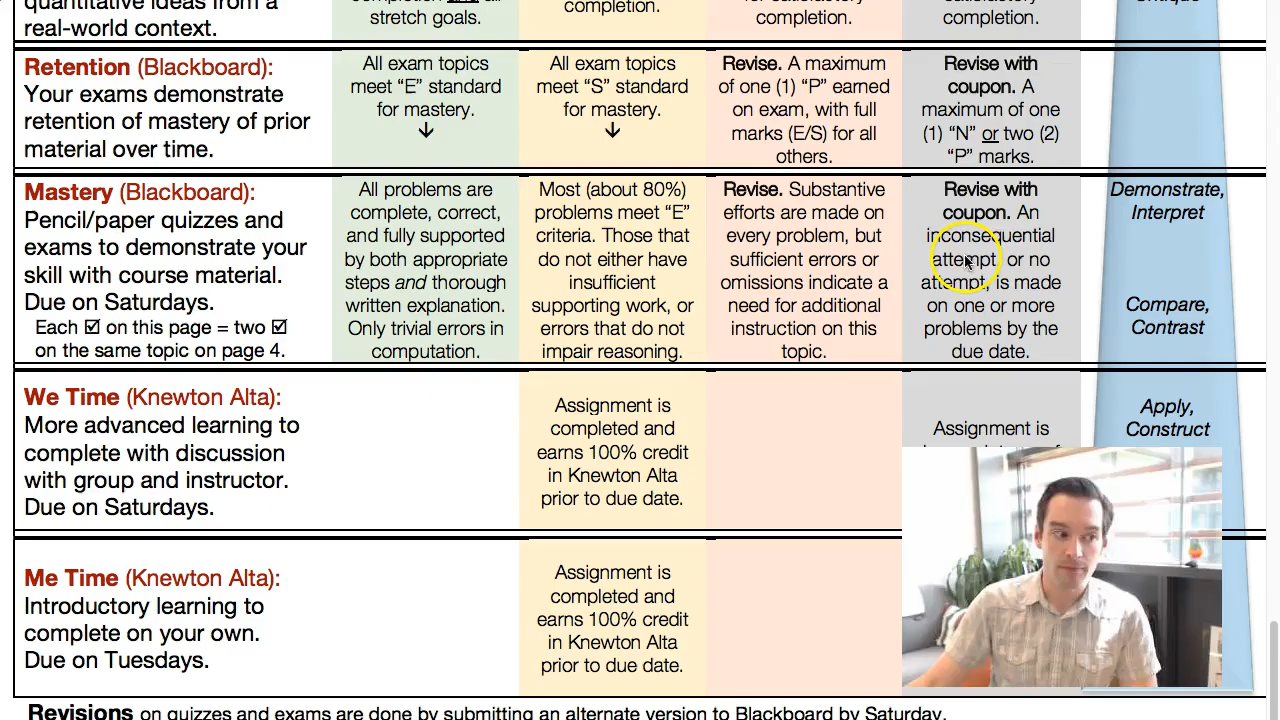 quantitative ideas from a
real-world context.
stretch goals.
completion.
completion.
completion.
Retention (Blackboard):
Your exams demonstrate
retention of mastery of prior
material over time.
All exam topics
meet “E” standard
for mastery.
↓
All exam topics
meet “S” standard
for mastery.
↓
Revise. A maximum
of one (1) “P” earned
on exam, with full
marks (E/S) for all
others.
Revise with
coupon. A
maximum of one
(1) “N” or two (2)
“P” marks.
Mastery (Blackboard):
Pencil/paper quizzes and
exams to demonstrate your
skill with course material.
Due on Saturdays.
Each ☑ on this page = two ☑
on the same topic on page 4.
All problems are
complete, correct,
and fully supported
by both appropriate
steps and thorough
written explanation.
Only trivial errors in
computation.
Most (about 80%)
problems meet “E”
criteria. Those that
do not either have
insufficient
supporting work, or
errors that do not
impair reasoning.
Revise. Substantive
efforts are made on
every problem, but
sufficient errors or
omissions indicate a
need for additional
instruction on this
topic.
Revise with
coupon. An
inconsequential
attempt, or no
attempt, is made
on one or more
problems by the
due date.
Demonstrate,
Interpret
Compare,
Contrast
We Time (Knewton Alta):
More advanced learning to
complete with discussion
with group and instructor.
Due on Saturdays.
Assignment is
completed and
earns 100% credit
in Knewton Alta
prior to due date.
Assignment is
Apply,
Construct
Me Time (Knewton Alta):
Introductory learning to
complete on your own.
Due on Tuesdays.
Assignment is
completed and
earns 100% credit
in Knewton Alta
prior to due date.
Revisions on quizzes and exams are done by submitting an alternate version to Blackboard by Saturday.